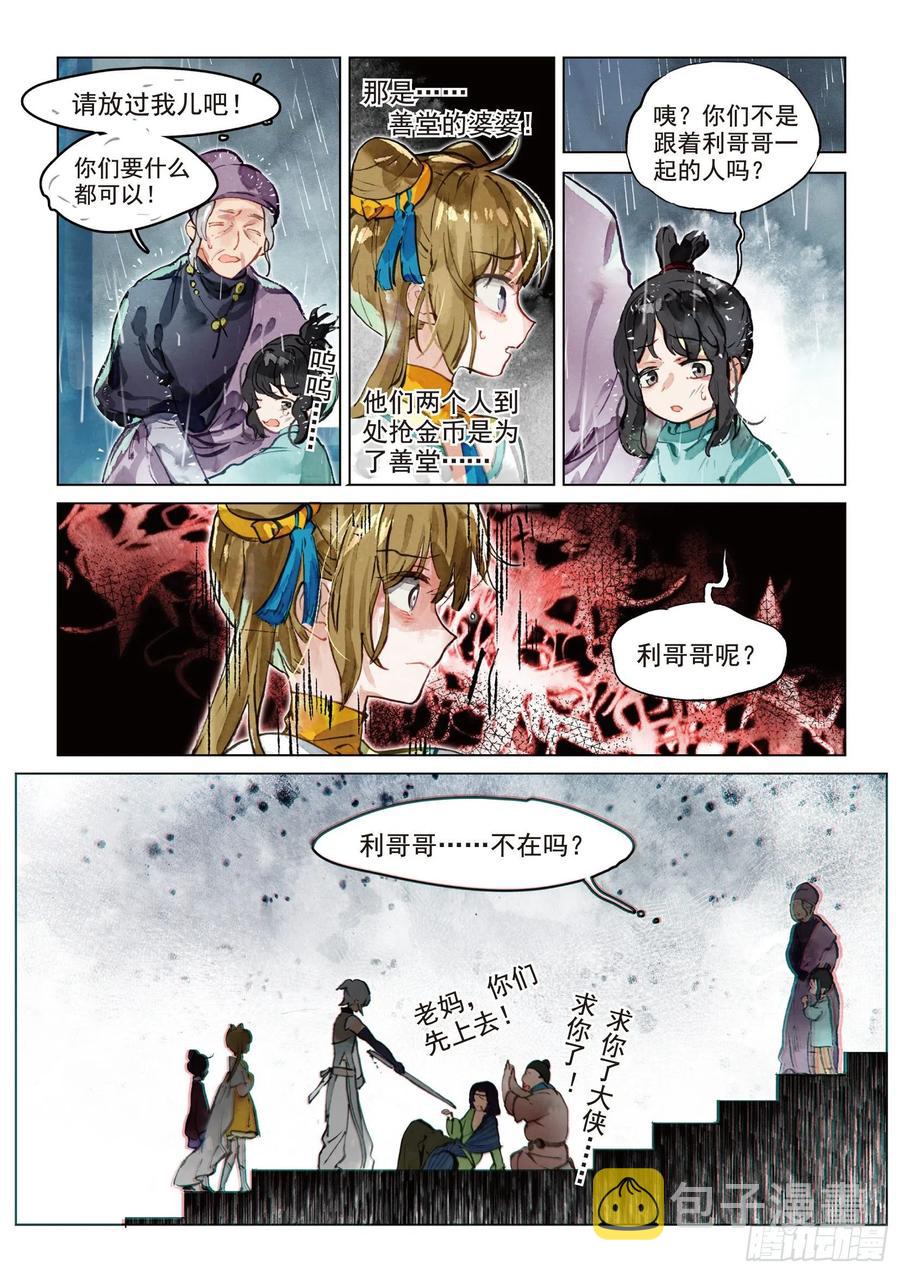 请放过我儿吧！
你们要什么
都可以！
呜呜……
那是……
善堂的婆婆！
他们两个人到
处抢金币是为
了善堂……
咦？你们不是
跟着利哥哥一
起的人吗？
利哥哥呢？
利哥哥……不在吗？
老妈，你们
先上去！
求你了大侠……
求你了！
包子漫畫
腾讯动漫